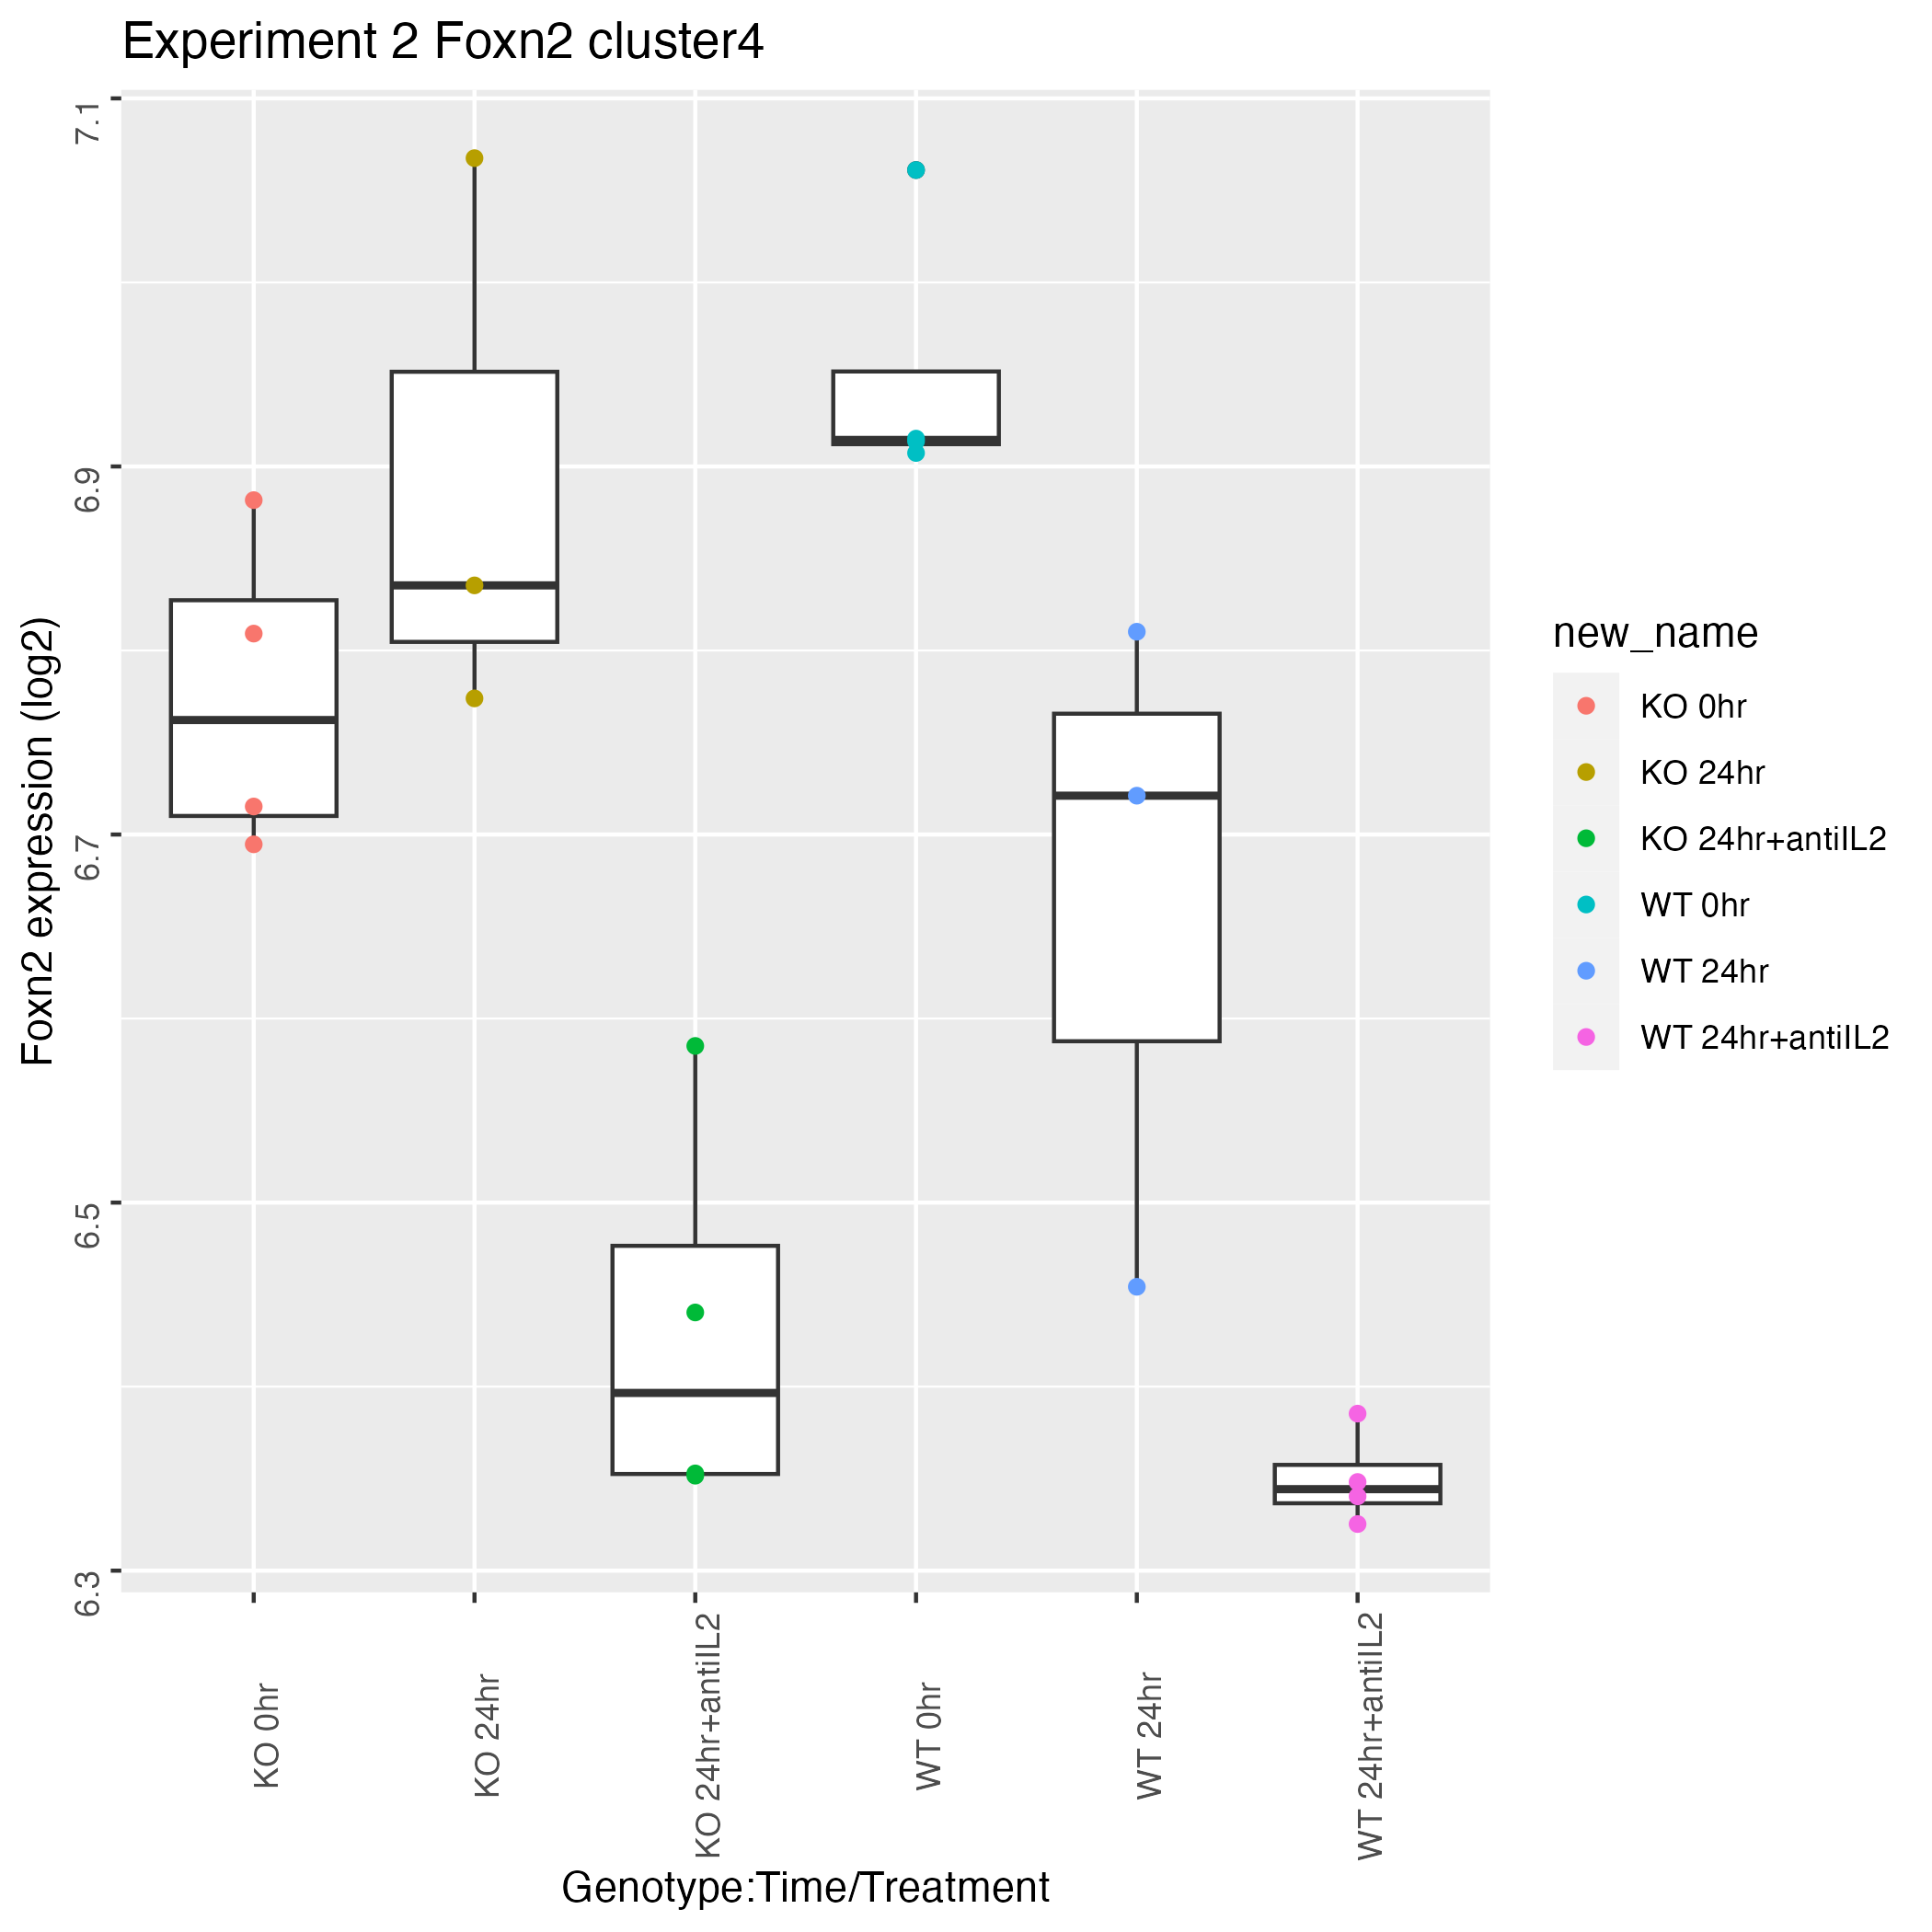 Experiment 2 Foxn2 cluster4
7.1
6.9
6.7
6.5
6.3
Foxn2 expression (log2)
KO 0hr
KO 24hr
KO 24hr+antiIL2
WT 0hr
WT 24hr
WT 24hr+antiIL2
Genotype:Time/Treatment
new_name
KO 0hr
KO 24hr
KO 24hr+antiIL2
WT 0hr
WT 24hr
WT 24hr+antiIL2